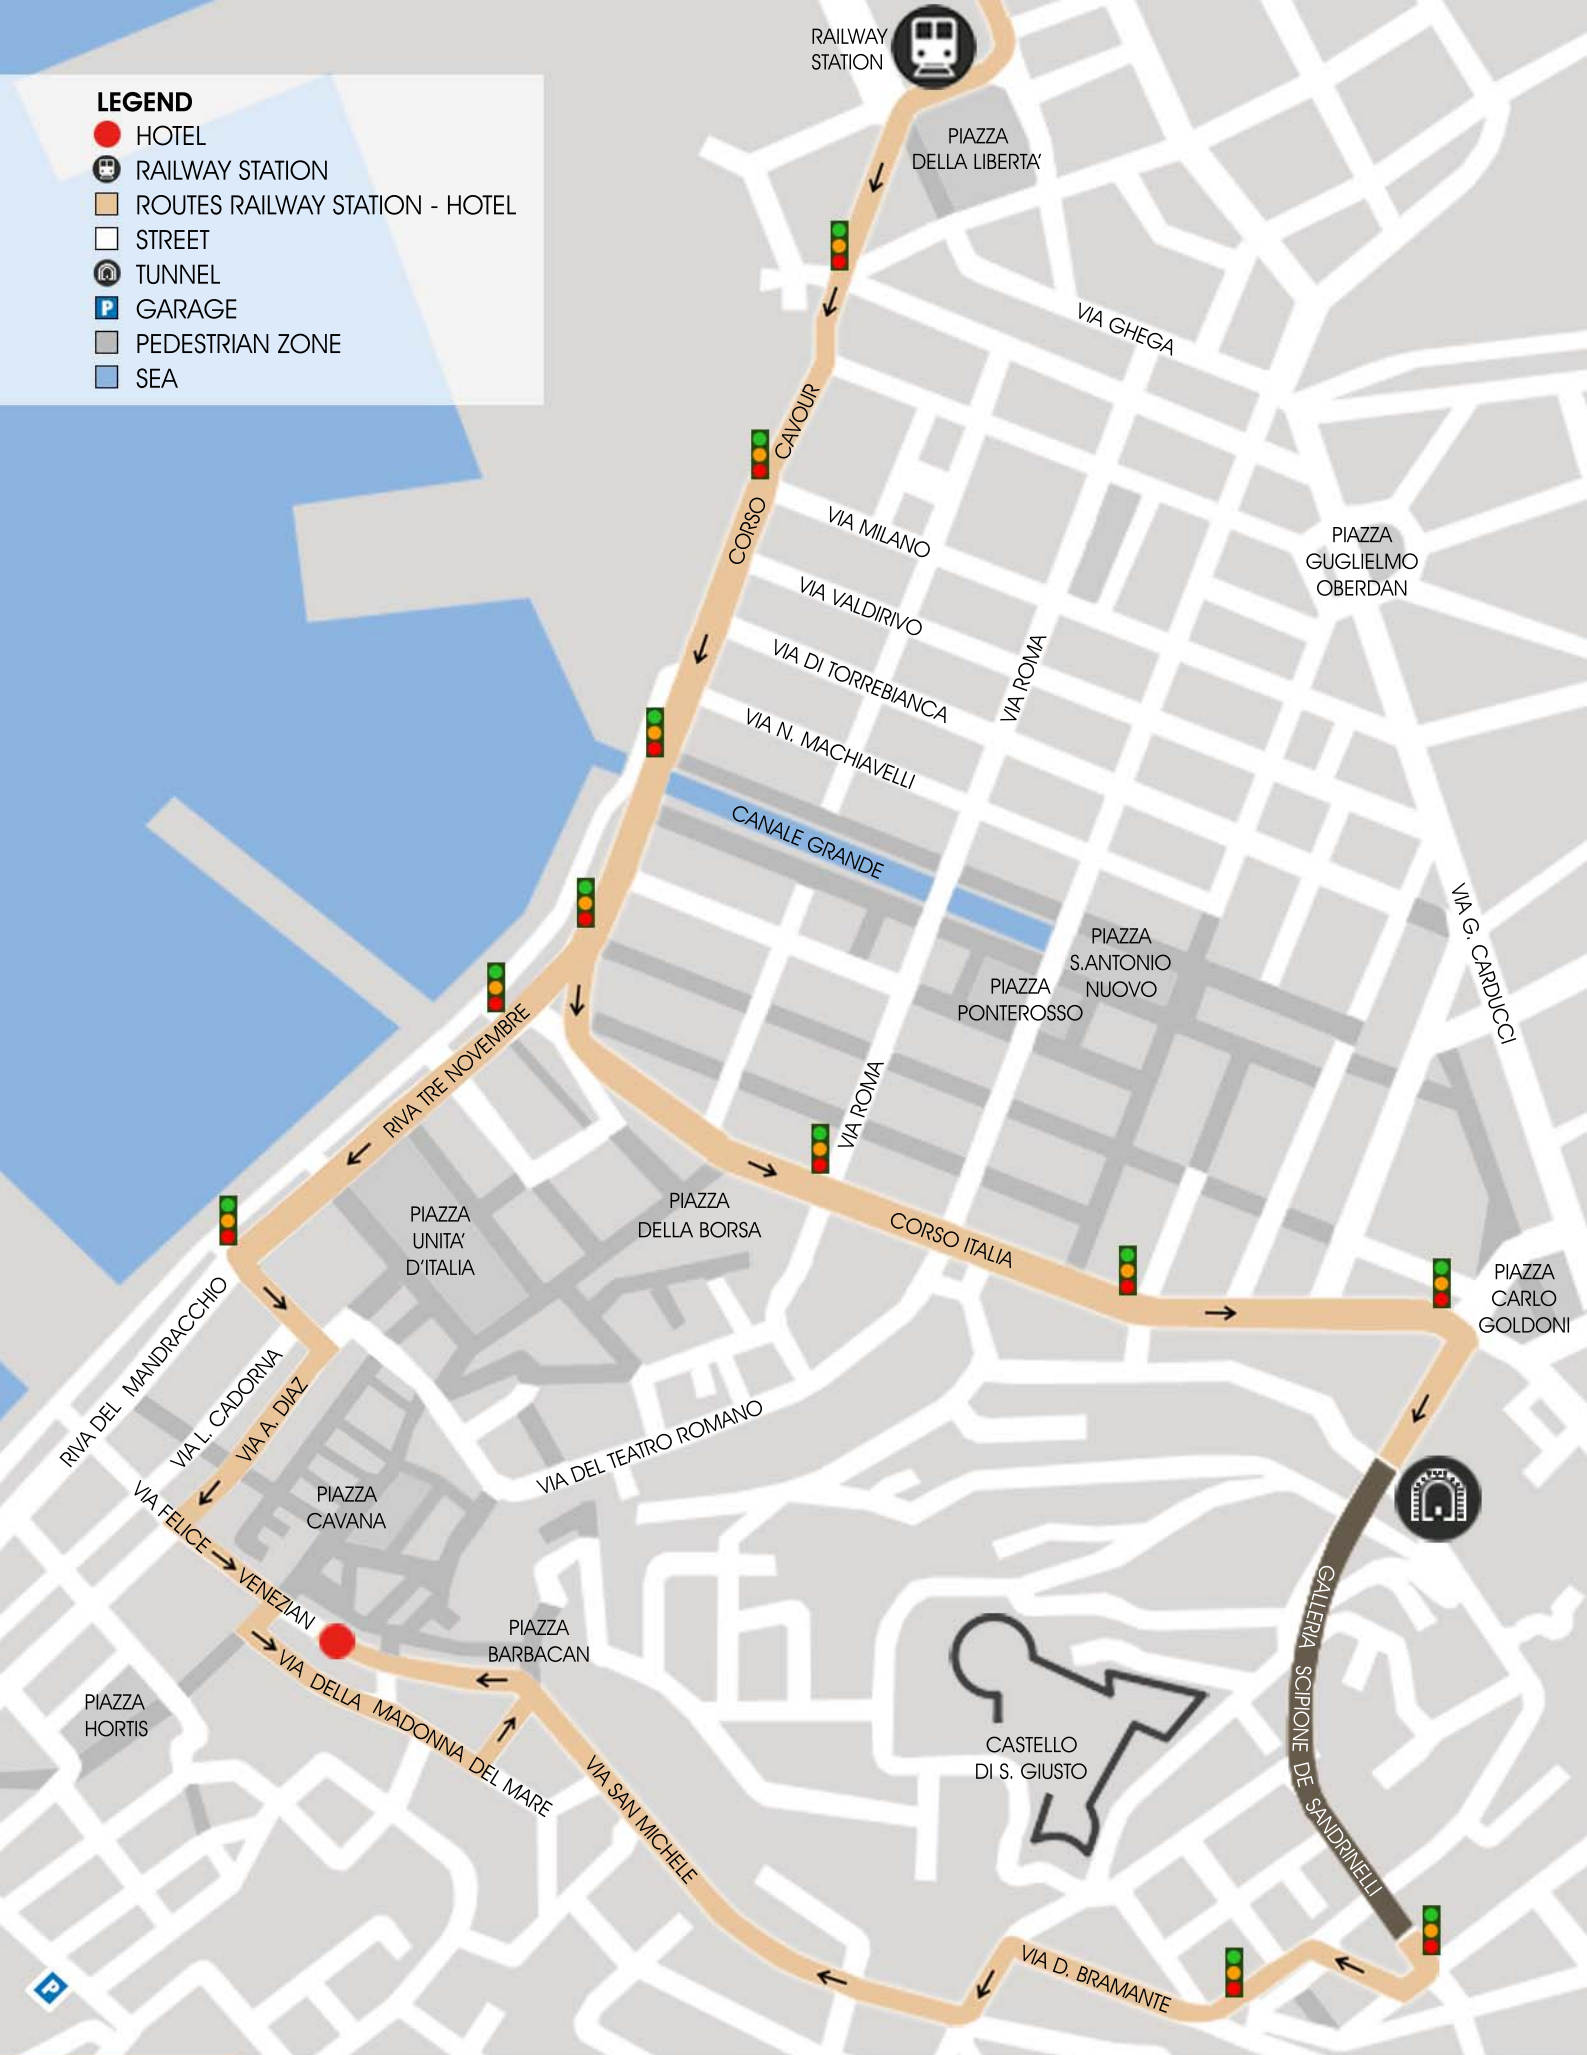 RAILWAY
STATION
LEGEND
HOTEL
RAILWAY STATION
ROUTES RAILWAY STATION - HOTEL
STREET
TUNNEL
P GARAGE
PEDESTRIAN ZONE
SEA
PIAZZA
DELLA LIBERTA'
VIA GHEGA
CORSO CAVOUR
VIA MILANO
PIAZZA
GUGLIELMO
OBERDAN
VIA VALDIRIVO
VIA DI TORREBIANCA
VIA ROMA
VIA N. MACHIAVELLI
CANALE GRANDE
VIA G. CARDUCCI
PIAZZA
S.ANTONIO
NUOVO
PIAZZA
PONTEROSSO
RIVA TRE NOVEMBRE
VIA ROMA
PIAZZA
UNITA'
D'ITALIA
PIAZZA
DELLA BORSA
CORSO ITALIA
PIAZZA
CARLO
GOLDONI
RIVA DEL MANDRACCHIO
VIA L. CADORNA
VIA A. DIAZ
VIA DEL TEATRO ROMANO
PIAZZA
CAVANA
VIA FELICE VENEZIAN
GALLERIA SCIPIONE DE SANDRINELLI
PIAZZA
BARBACAN
VIA DELLA MADONNA DEL MARE
PIAZZA
HORTIS
CASTELLO
DI S. GIUSTO
VIA SAN MICHELE
VIA D. BRAMANTE
P